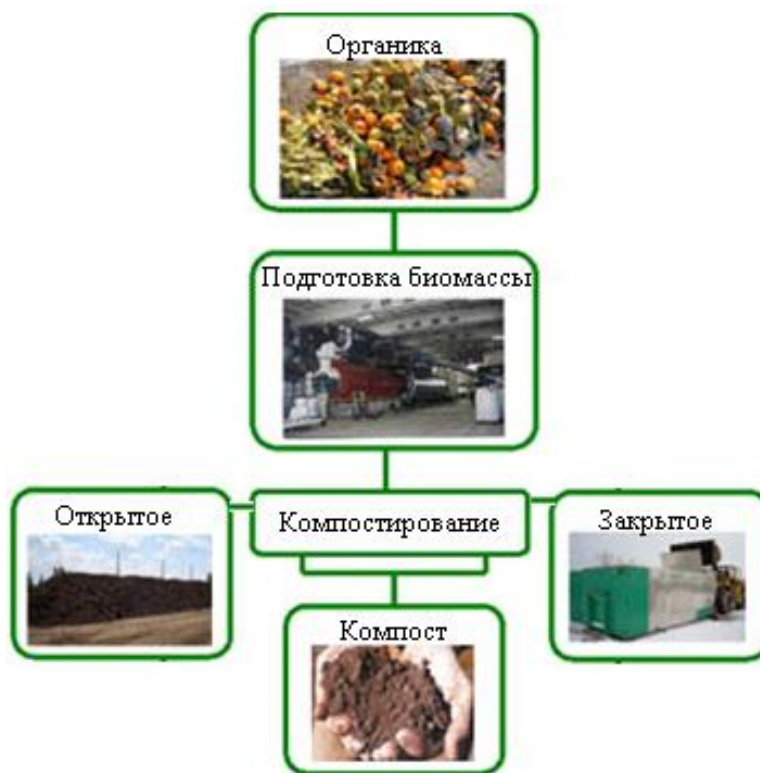 Органика
Подготовка биомассы
Открытое
Компостирование
Закрытое
Компост